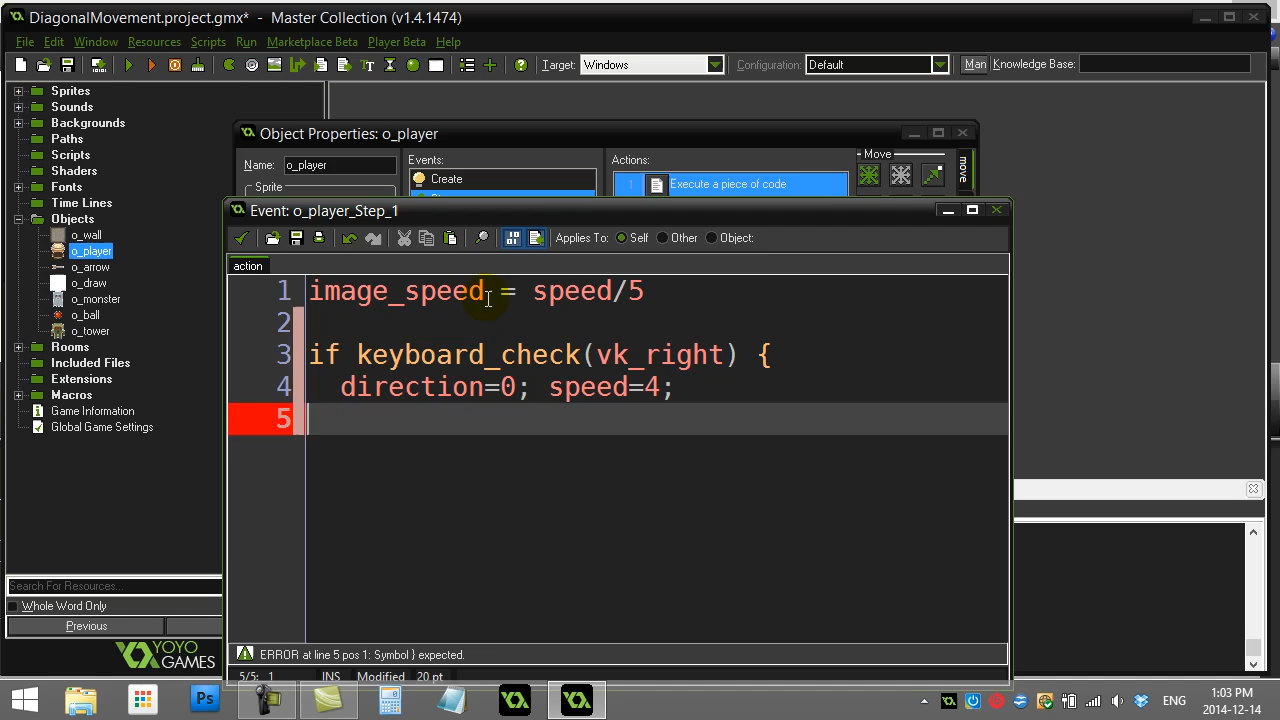 DiagonalMovement.project.gmx* - Master Collection (v1.4.1474)
File Edit Window Resources Scripts Run Marketplace Beta Player Beta Help
Target: Windows Configuration: Default Man Knowledge Base:
Sprites
Sounds
Backgrounds
Paths
Scripts
Shaders
Fonts
Time Lines
Objects
o_wall
o_player
o_arrow
o_draw
o_monster
o_ball
o_tower
Rooms
Included Files
Extensions
Macros
Game Information
Global Game Settings
Search For Resources...
Whole Word Only
Previous
YOYO
GAMES
Object Properties: o_player
Name: o_player
Sprite
Events:
Create
Actions:
1 Execute a piece of code
Move
move
Event: o_player_Step_1
Applies To: Self Other Object:
action
1 image_speed = speed/5
2
3 if keyboard_check(vk_right) {
4 direction=0; speed=4;
5
ERROR at line 5 pos 1: Symbol } expected.
5/5: 1 INS Modified 20 pt
Ps
ENG
1:03 PM
2014-12-14